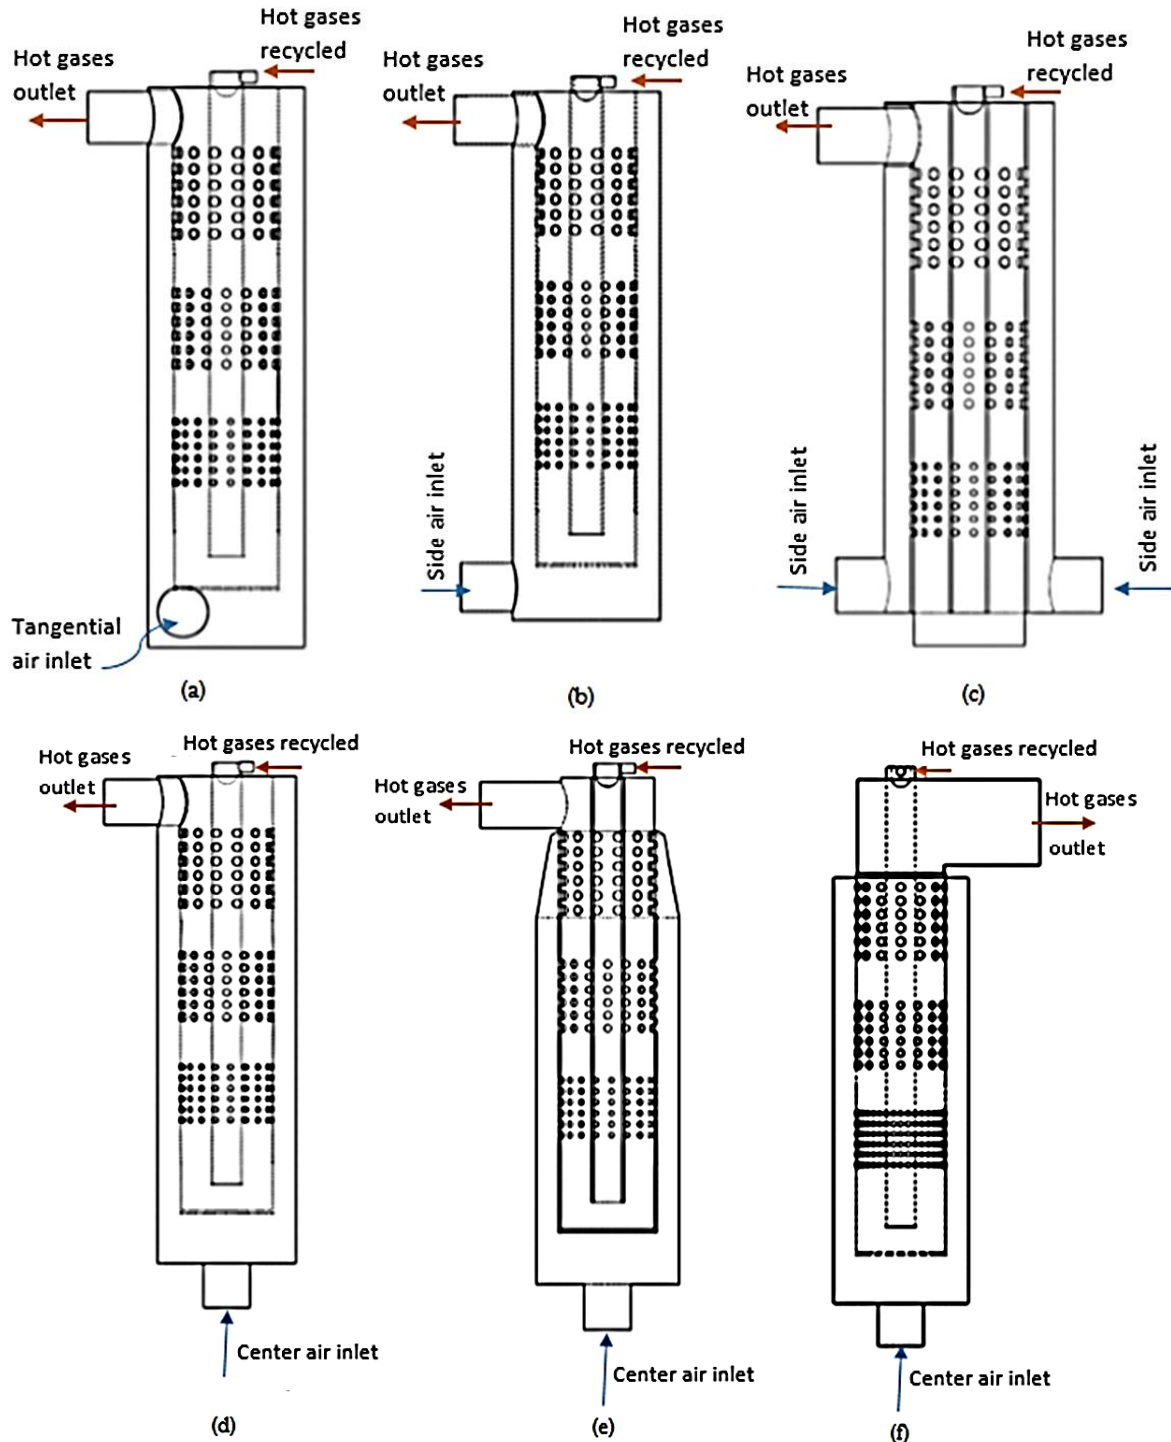 Hot gases
recycled
Hot gases
outlet
Tangential
air inlet
(a)
Hot gases
recycled
Hot gases
outlet
Side air inlet
(b)
Hot gases
recycled
Hot gases
outlet
Side air inlet
Side air inlet
(c)
Hot gases recycled
Hot gases
outlet
Center air inlet
(d)
Hot gases recycled
Hot gases
outlet
Center air inlet
(e)
Hot gases recycled
Hot gases
outlet
Center air inlet
(f)